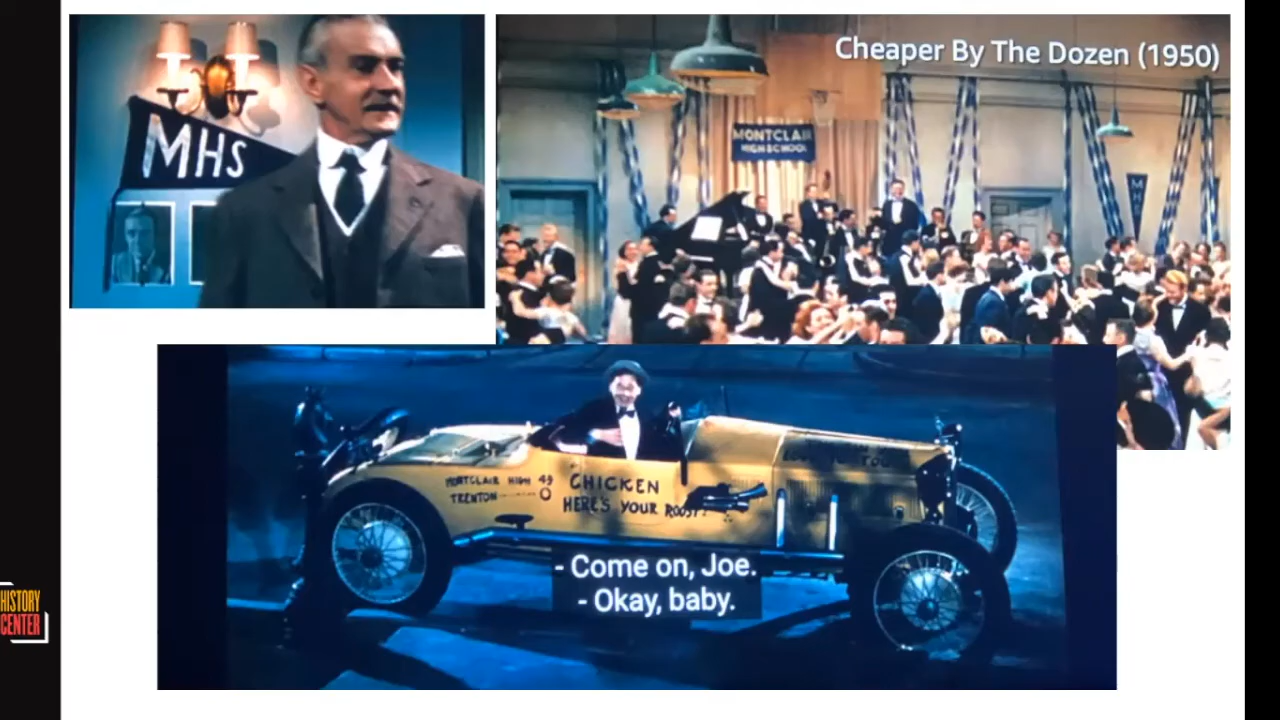 MHS
Cheaper By The Dozen (1950)
MONTCLAIR
HIGH SCHOOL
MHS
MONTCLAIR HIGH 49
TRENTON 0
CHICKEN
HERE'S YOUR ROOST!
- Come on, Joe.
- Okay, baby.
HISTORY
CENTER